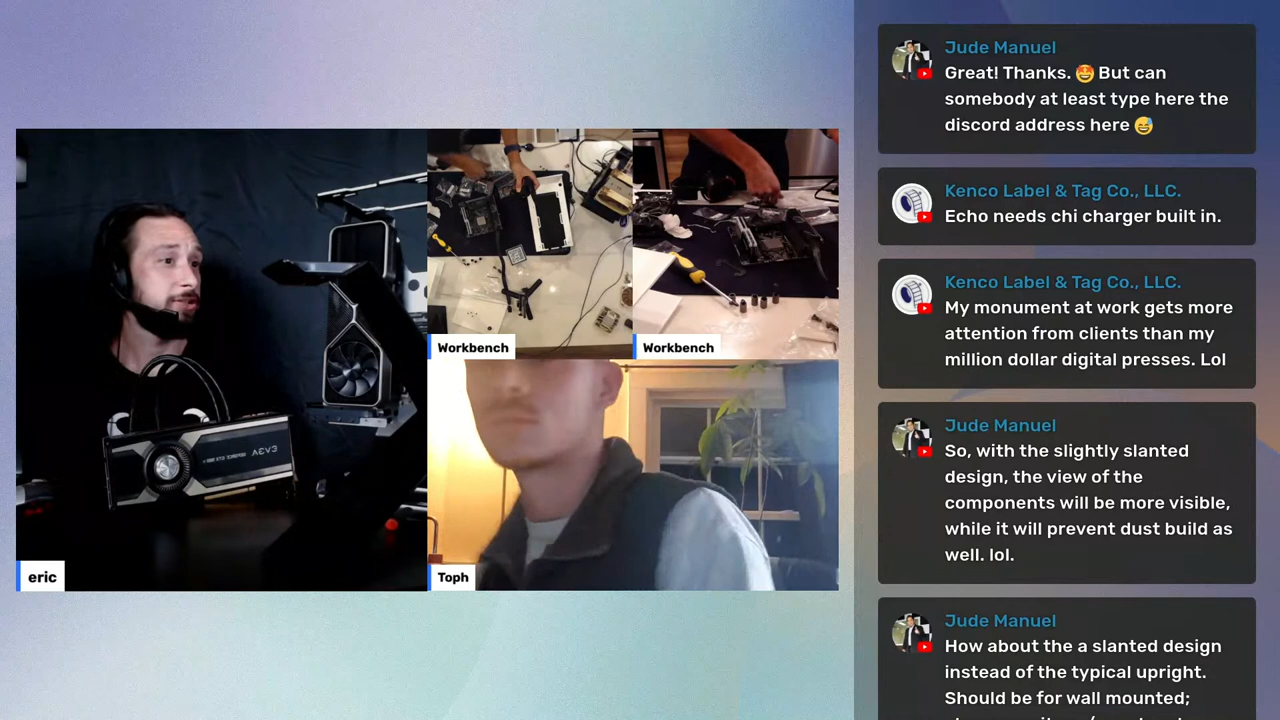 Jude Manuel
Great! Thanks. 🤩 But can
somebody at least type here the
discord address here 😅
Kenco Label & Tag Co., LLC.
Echo needs chi charger built in.
Kenco Label & Tag Co., LLC.
My monument at work gets more
attention from clients than my
million dollar digital presses. Lol
Jude Manuel
So, with the slightly slanted
design, the view of the
components will be more visible,
while it will prevent dust build as
well. lol.
Jude Manuel
How about the a slanted design
instead of the typical upright.
Should be for wall mounted;
Workbench
Workbench
eric
Toph